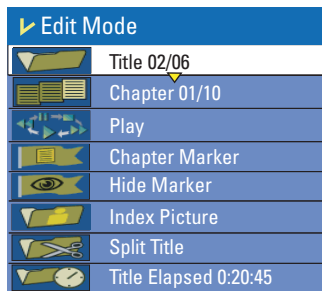 Edit Mode
Title 02/06
Chapter 01/10
Play
Chapter Marker
Hide Marker
Index Picture
Split Title
Title Elapsed 0:20:45